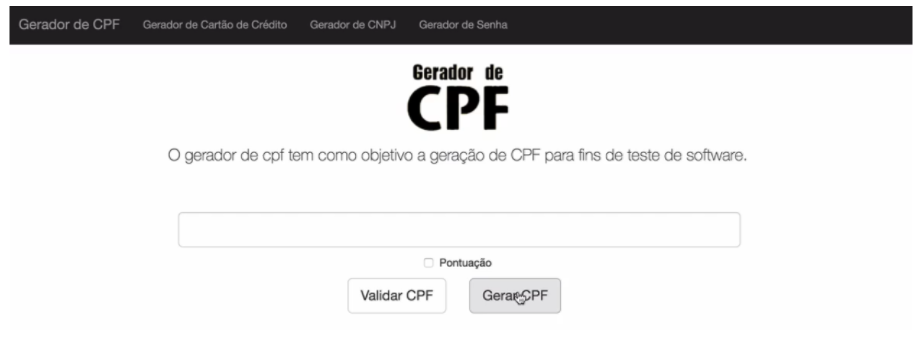 Gerador de CPF Gerador de Cartão de Crédito Gerador de CNPJ Gerador de Senha
Gerador de
CPF
O gerador de cpf tem como objetivo a geração de CPF para fins de teste de software.
Pontuação
Validar CPF Gerar CPF